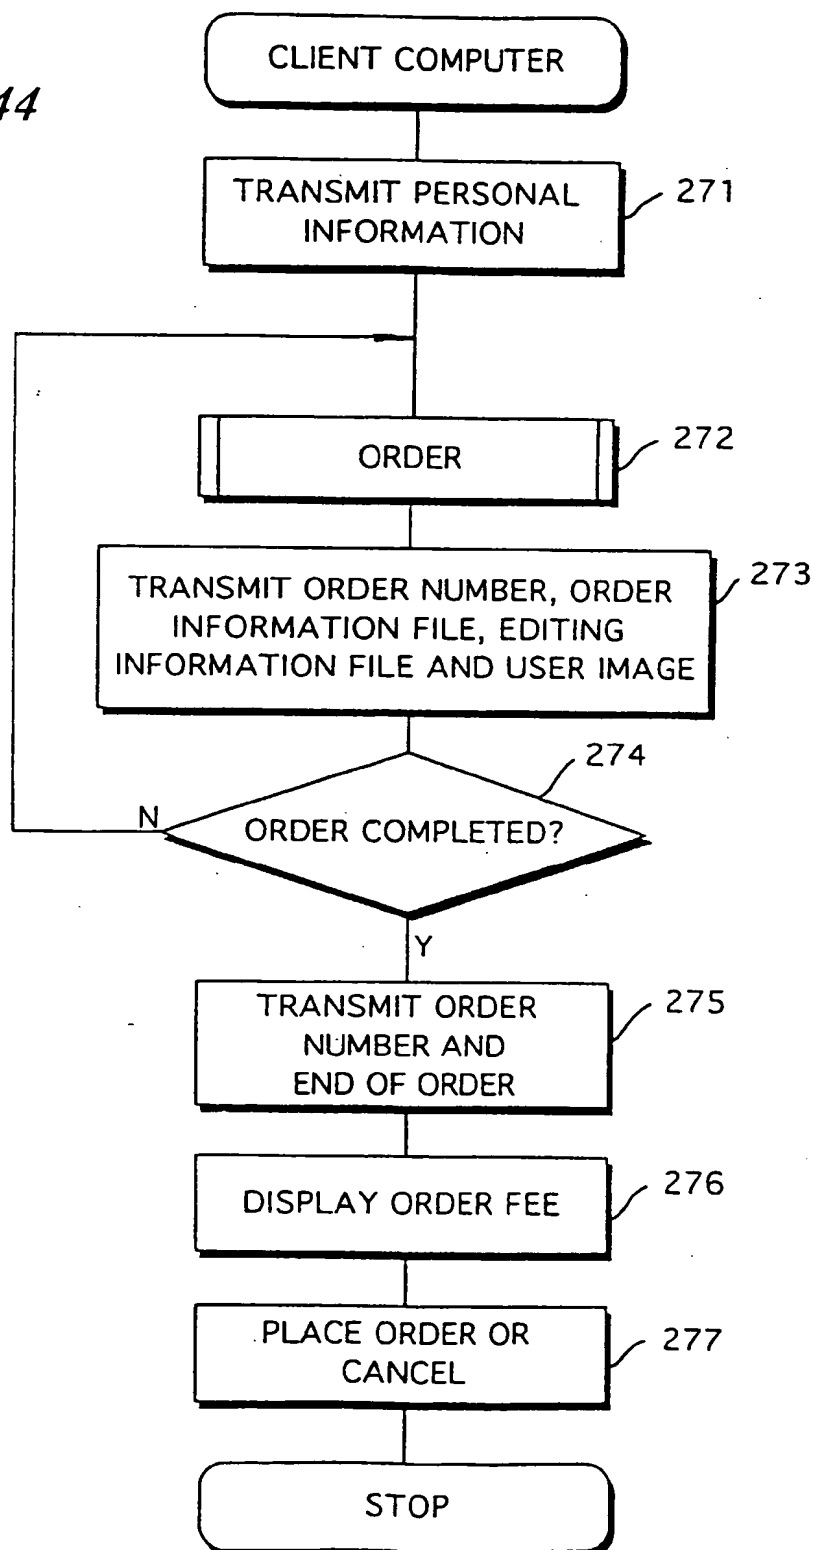 CLIENT COMPUTER
44
TRANSMIT PERSONAL
INFORMATION
271
ORDER
272
TRANSMIT ORDER NUMBER, ORDER
INFORMATION FILE, EDITING
INFORMATION FILE AND USER IMAGE
273
274
ORDER COMPLETED?
N
Y
TRANSMIT ORDER
NUMBER AND
END OF ORDER
275
DISPLAY ORDER FEE
276
PLACE ORDER OR
CANCEL
277
STOP